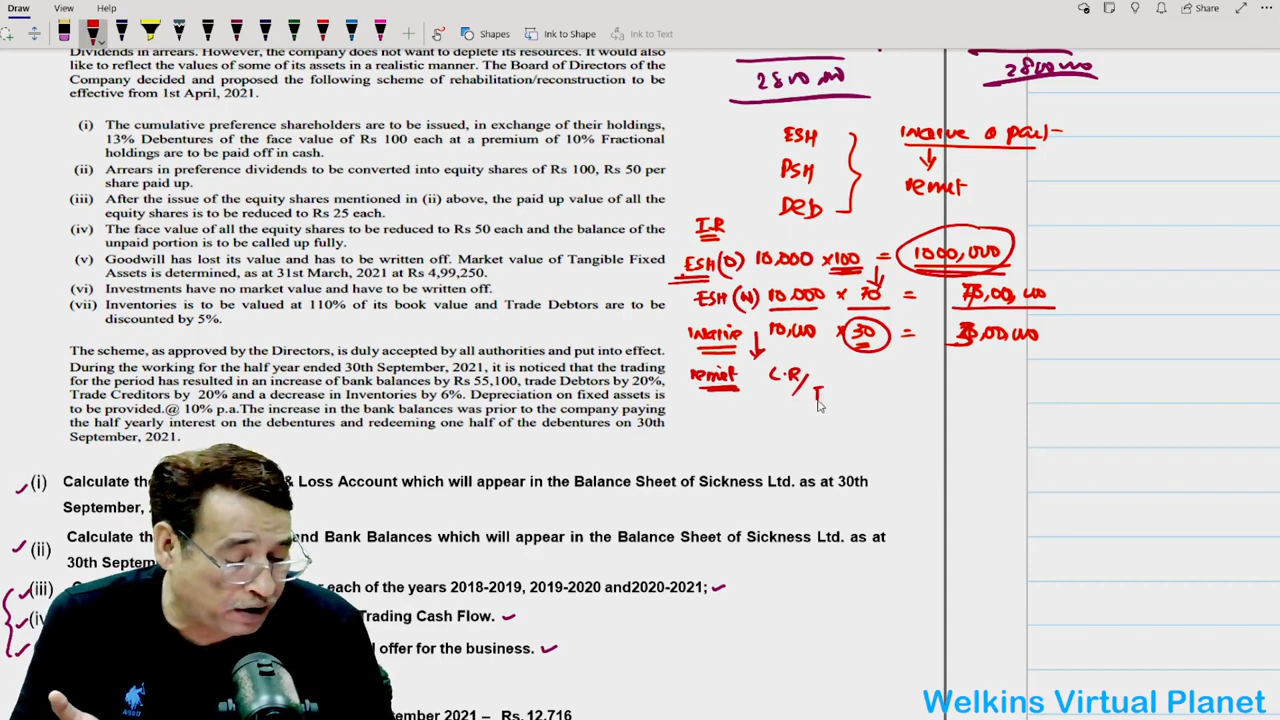 Draw View
Share
Shapes Ink to Shape Ink to Text
Dividends in arrears. However, the company does not want to deplete its resources. It would also
like to reflect the values of some of its assets in a realistic manner. The Board of Directors of the
Company decided and proposed the following scheme of rehabilitation/reconstruction to be
effective from 1st April, 2021.
(i) The cumulative preference shareholders are to be issued, in exchange of their holdings,
13% Debentures of the face value of Rs 100 each at a premium of 10% Fractional
holdings are to be paid off in cash.
(ii) Arrears in preference dividends to be converted into equity shares of Rs 100, Rs 50 per
share paid up.
(iii) After the issue of the equity shares mentioned in (ii) above, the paid up value of all the
equity shares is to be reduced to Rs 25 each.
(iv) The face value of all the equity shares to be reduced to Rs 50 each and the balance of the
unpaid portion is to be called up fully.
(v) Goodwill has lost its value and has to be written off. Market value of Tangible Fixed
Assets is determined, as at 31st March, 2021 at Rs 4,99,250.
(vi) Investments have no market value and have to be written off.
(vii) Inventories is to be valued at 110% of its book value and Trade Debtors are to be
discounted by 5%.
The scheme, as approved by the Directors, is duly accepted by all authorities and put into effect.
During the working for the half year ended 30th September, 2021, it is noticed that the trading
for the period has resulted in an increase of bank balances by Rs 55,100, trade Debtors by 20%,
Trade Creditors by 20% and a decrease in Inventories by 6%. Depreciation on fixed assets is
to be provided.@ 10% p.a.The increase in the bank balances was prior to the company paying
the half yearly interest on the debentures and redeeming one half of the debentures on 30th
September, 2021.
(i) Calculate the & Loss Account which will appear in the Balance Sheet of Sickness Ltd. as at 30th
September,
(ii) Calculate the and Bank Balances which will appear in the Balance Sheet of Sickness Ltd. as at
30th Septem
(iii) each of the years 2018-2019, 2019-2020 and2020-2021;
(iv Trading Cash Flow.
offer for the business.
September 2021 – Rs. 12,716
ESH
PSH
Deb
I.R
ESH(O) 10,000 × 100 = 1000,000
ESH(N) 10,000 × 70 =
× 30 =
C.R/
Welkins Virtual Planet